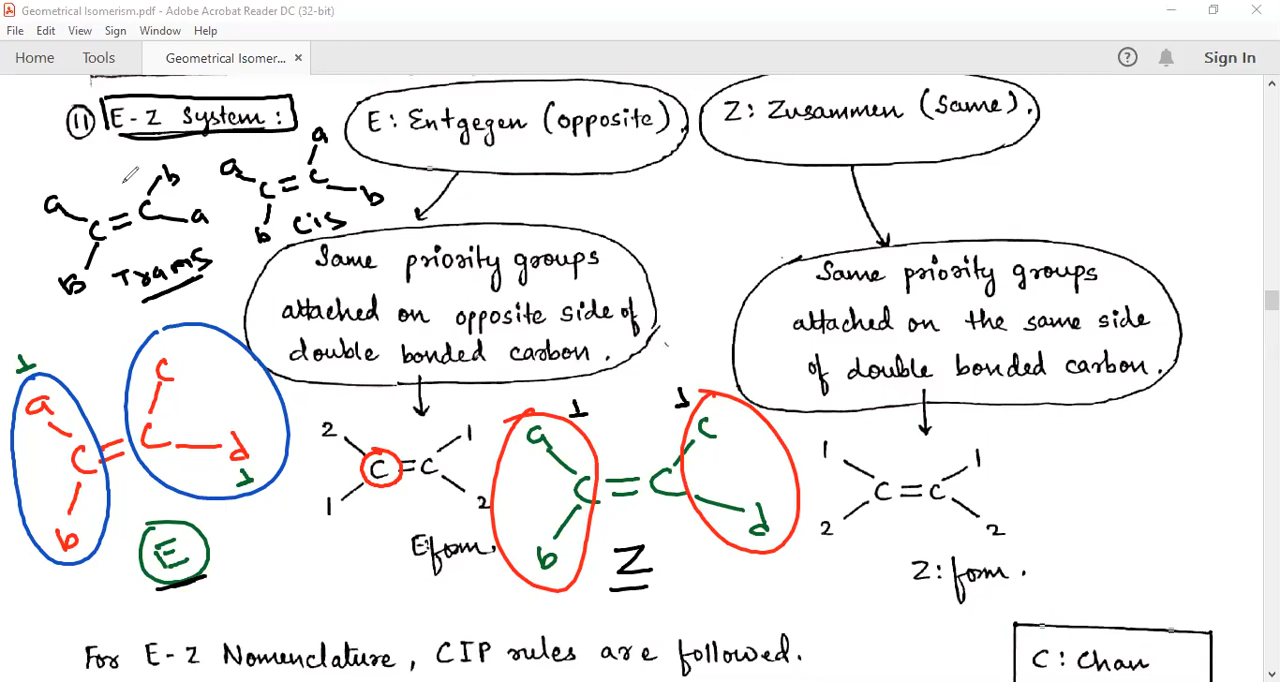 Geometrical Isomerism.pdf - Adobe Acrobat Reader DC (32-bit)
File Edit View Sign Window Help
Home Tools Geometrical Isomer... × ? Sign In
11 E-Z System:
E: Entgegen (opposite).
Z: Zusammen (same).
a b
C=C
B a
Trams
a a
C=C
b b
Cis
Same priority groups
attached on opposite side of
double bonded carbon.
Same priority groups
attached on the same side
of double bonded carbon.
1
a c
C=C
b d
1
E
2 1
C=C
1 2
E form.
1 1
a c
C=C
b d
Z
1 1
C=C
2 2
Z: form.
For E-Z Nomenclature, CIP rules are followed.
C: Chan